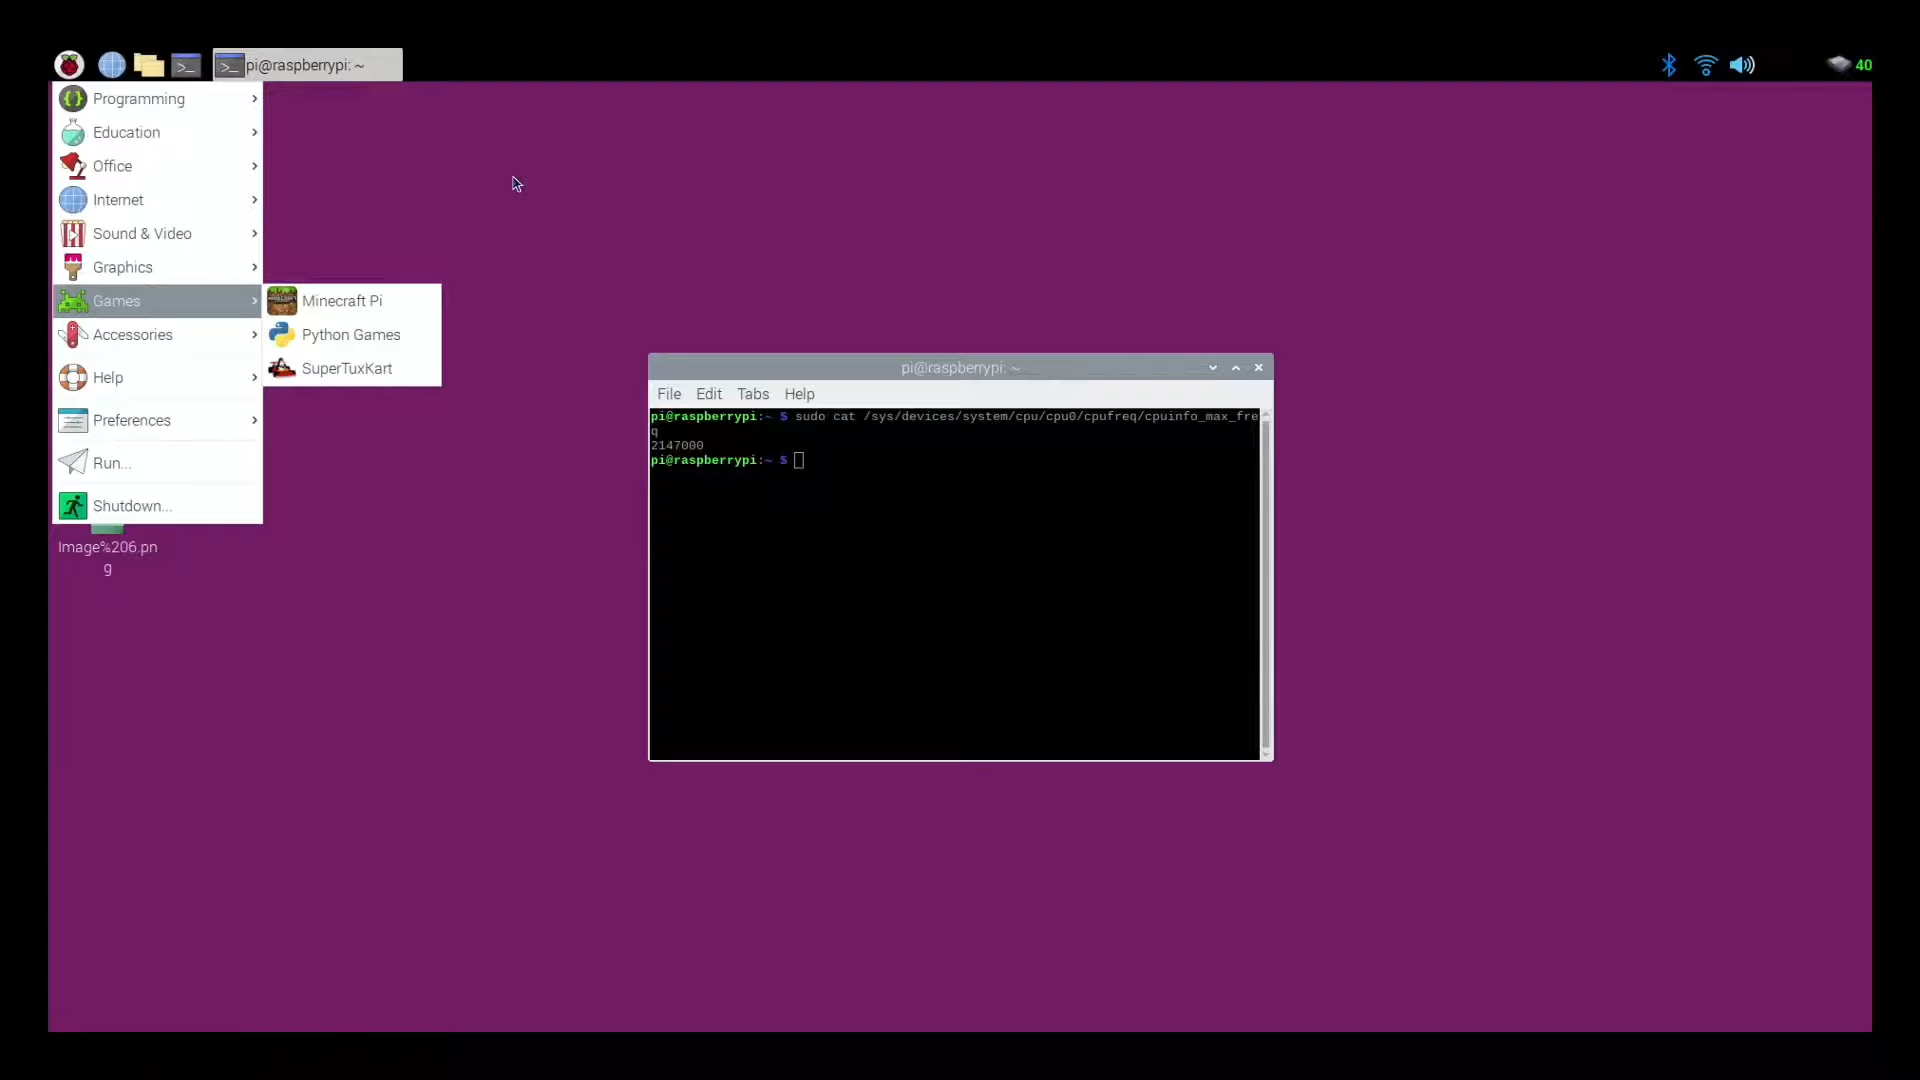 pi@raspberrypi: ~
40
Programming
Education
Office
Internet
Sound & Video
Graphics
Games
Accessories
Help
Preferences
Run...
Shutdown...
Minecraft Pi
Python Games
SuperTuxKart
Image%206.pn
g
pi@raspberrypi: ~
File Edit Tabs Help
pi@raspberrypi:~ $ sudo cat /sys/devices/system/cpu/cpu0/cpufreq/cpuinfo_max_fre
q
2147000
pi@raspberrypi:~ $